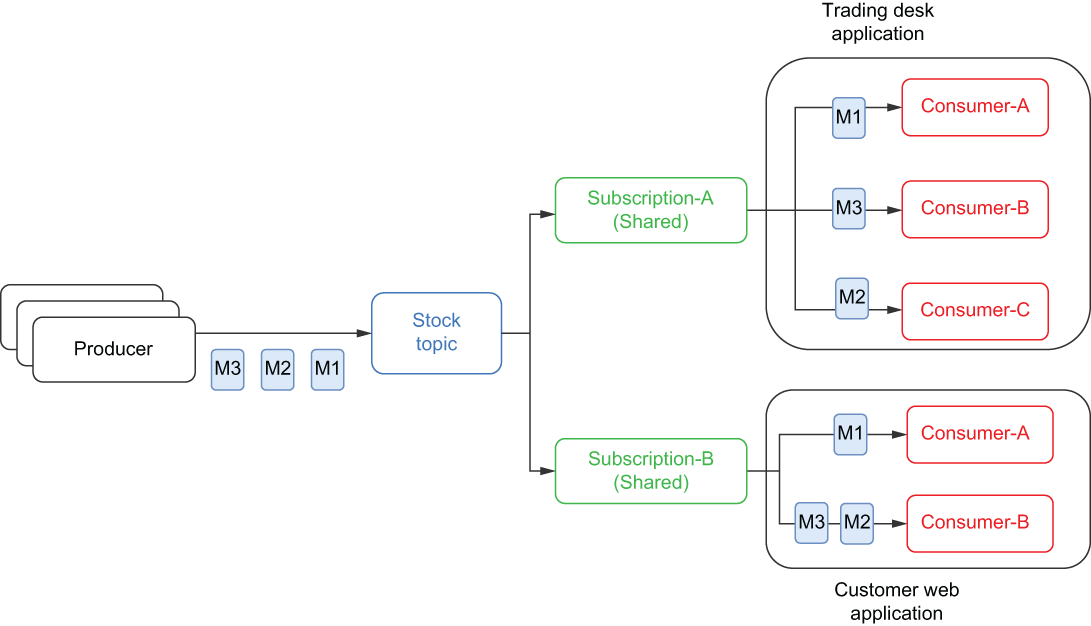 Trading desk
application
M1
Consumer-A
Subscription-A
(Shared)
M3
Consumer-B
M2
Consumer-C
Producer
M3
M2
M1
Stock
topic
Subscription-B
(Shared)
M1
Consumer-A
M3
M2
Consumer-B
Customer web
application